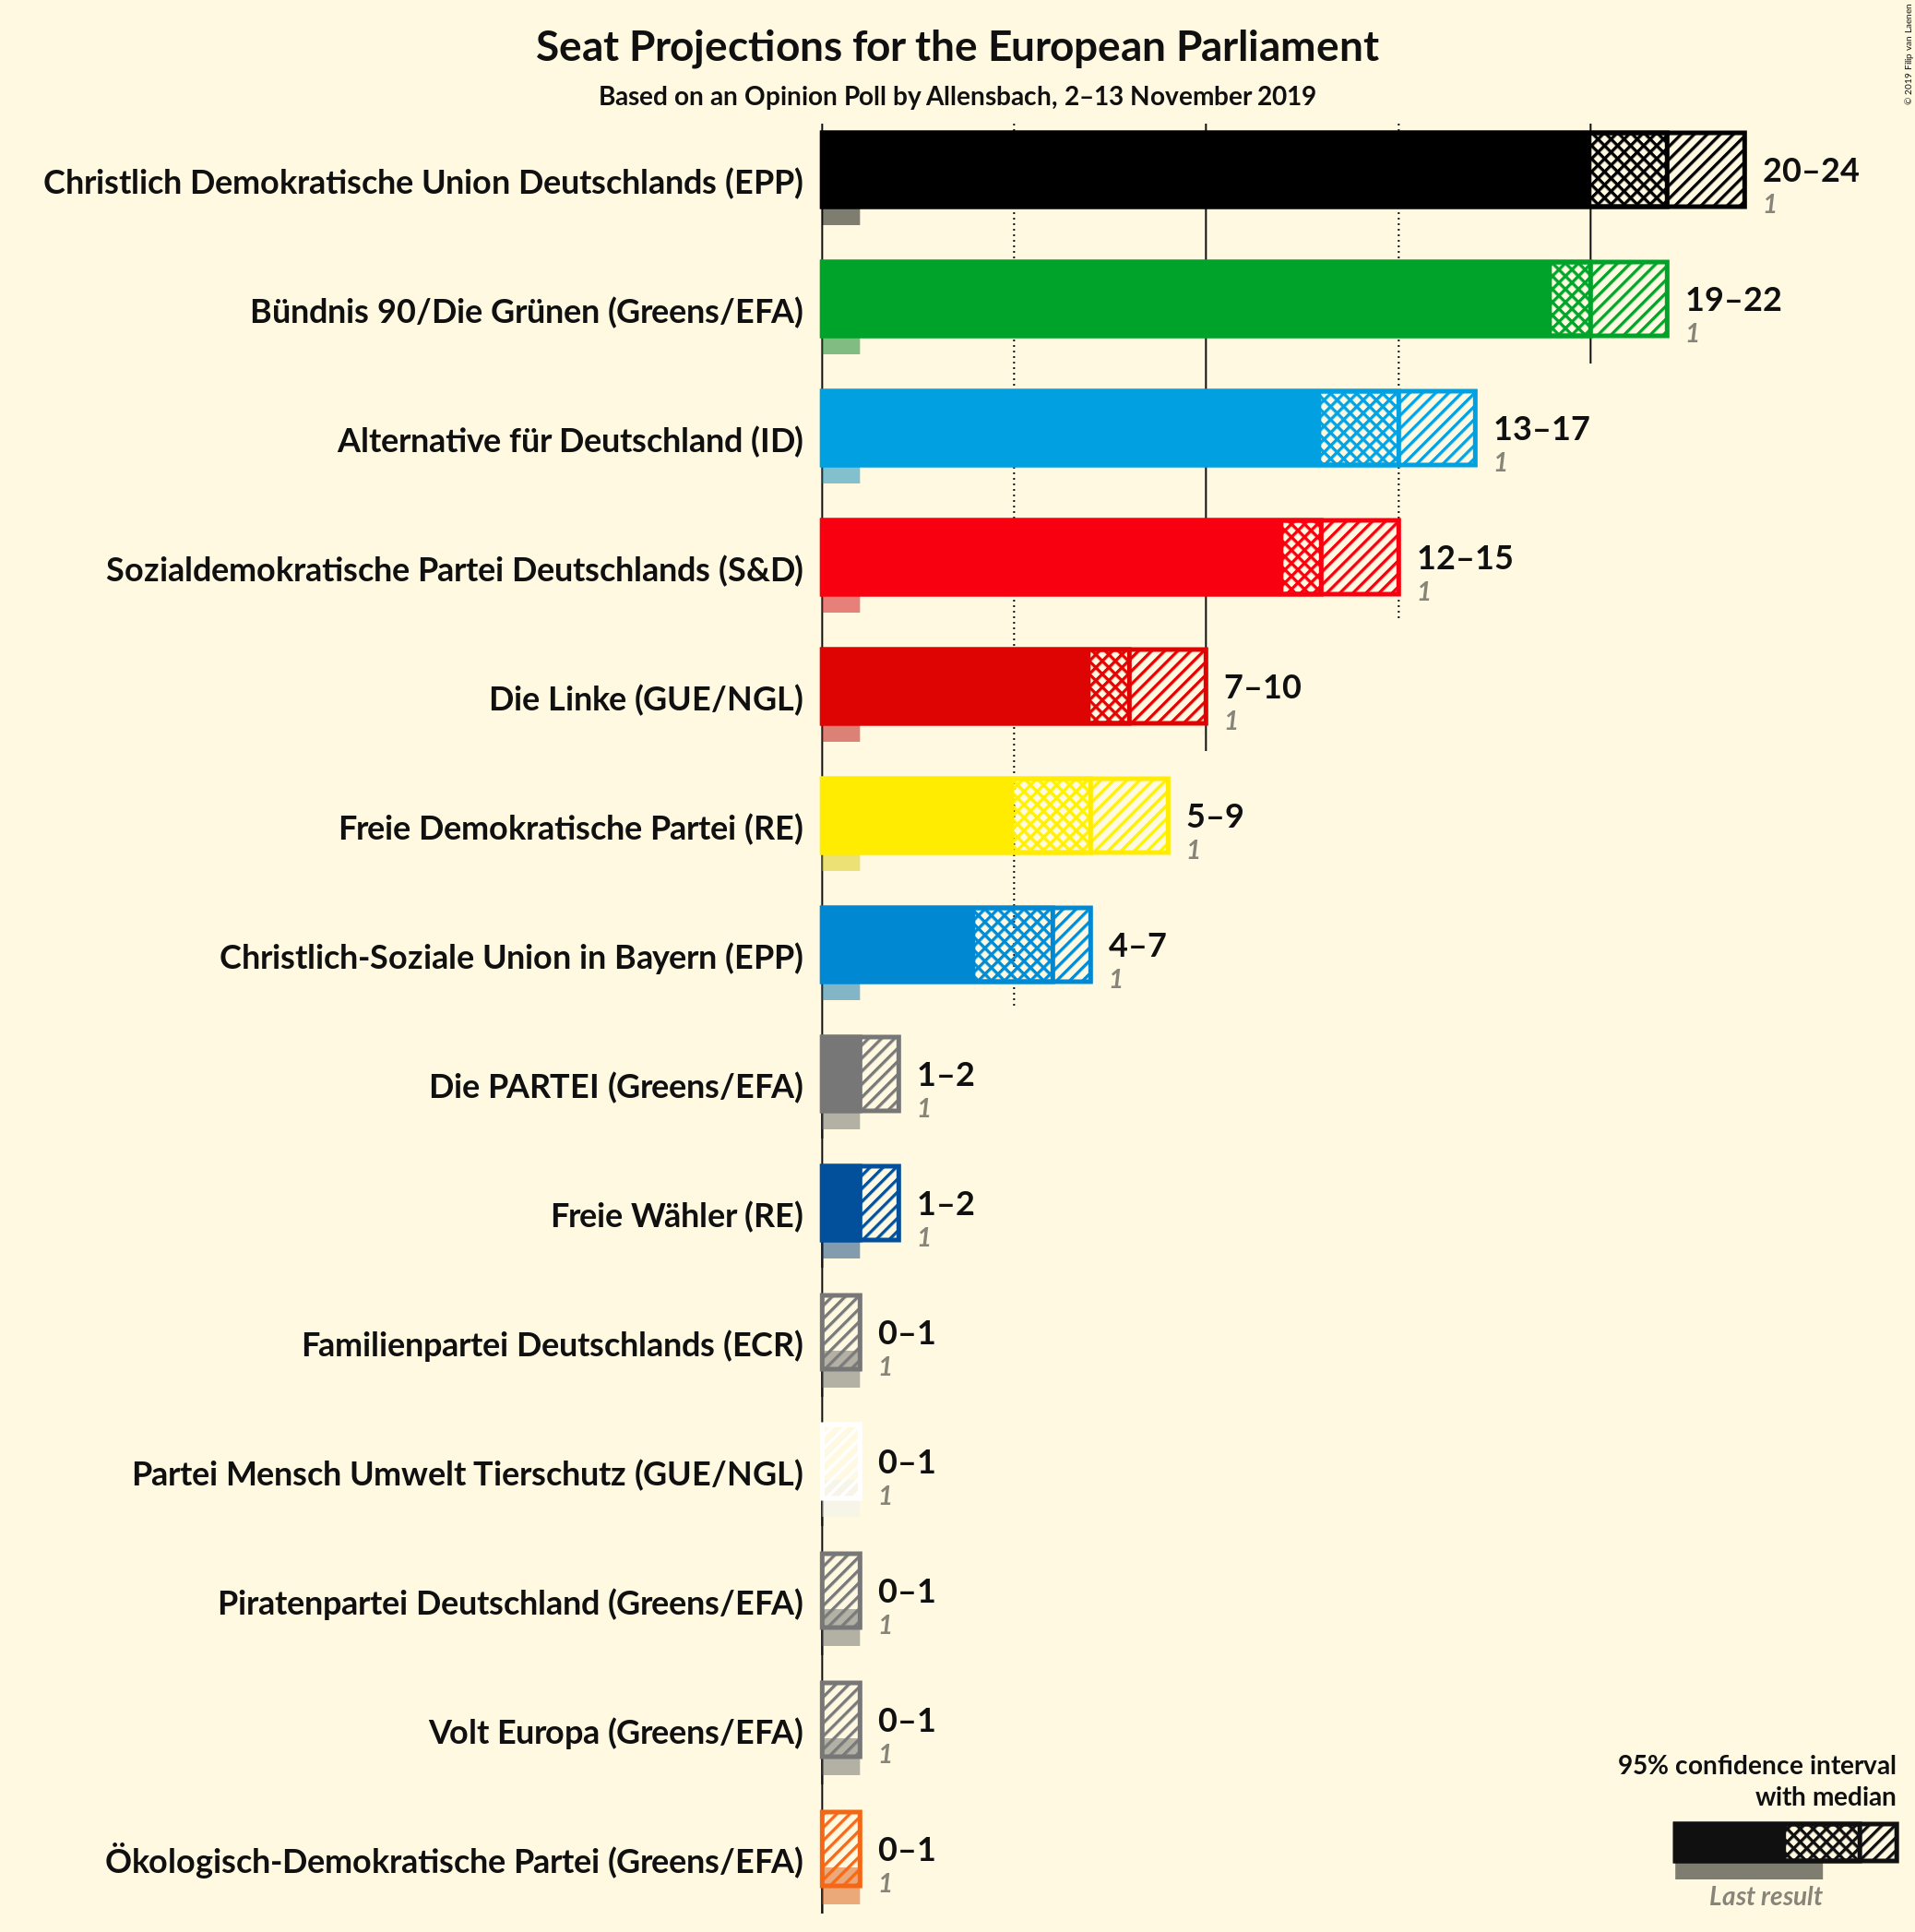 © 2019 Filip van Laenen
Seat Projections for the European Parliament
Based on an Opinion Poll by Allensbach, 2–13 November 2019
Christlich Demokratische Union Deutschlands (EPP)
20–24
1
Bündnis 90/Die Grünen (Greens/EFA)
19–22
1
Alternative für Deutschland (ID)
13–17
1
Sozialdemokratische Partei Deutschlands (S&D)
12–15
1
Die Linke (GUE/NGL)
7–10
1
Freie Demokratische Partei (RE)
5–9
1
Christlich-Soziale Union in Bayern (EPP)
4–7
1
Die PARTEI (Greens/EFA)
1–2
1
Freie Wähler (RE)
1–2
1
Familienpartei Deutschlands (ECR)
0–1
1
Partei Mensch Umwelt Tierschutz (GUE/NGL)
0–1
1
Piratenpartei Deutschland (Greens/EFA)
0–1
1
Volt Europa (Greens/EFA)
0–1
1
Ökologisch-Demokratische Partei (Greens/EFA)
0–1
1
95% confidence interval
with median
Last result